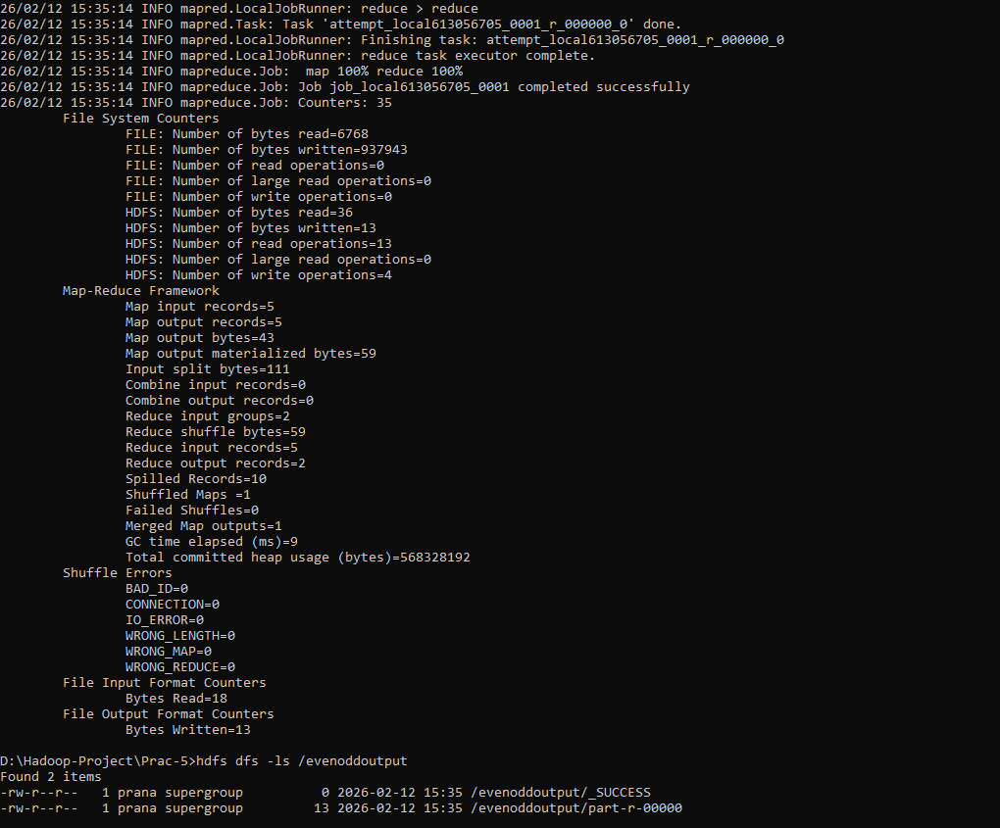 26/02/12 15:35:14 INFO mapred.LocalJobRunner: reduce > reduce
26/02/12 15:35:14 INFO mapred.Task: Task 'attempt_local613056705_0001_r_000000_0' done.
26/02/12 15:35:14 INFO mapred.LocalJobRunner: Finishing task: attempt_local613056705_0001_r_000000_0
26/02/12 15:35:14 INFO mapred.LocalJobRunner: reduce task executor complete.
26/02/12 15:35:14 INFO mapreduce.Job:  map 100% reduce 100%
26/02/12 15:35:14 INFO mapreduce.Job: Job job_local613056705_0001 completed successfully
26/02/12 15:35:14 INFO mapreduce.Job: Counters: 35
        File System Counters
                FILE: Number of bytes read=6768
                FILE: Number of bytes written=937943
                FILE: Number of read operations=0
                FILE: Number of large read operations=0
                FILE: Number of write operations=0
                HDFS: Number of bytes read=36
                HDFS: Number of bytes written=13
                HDFS: Number of read operations=13
                HDFS: Number of large read operations=0
                HDFS: Number of write operations=4
        Map-Reduce Framework
                Map input records=5
                Map output records=5
                Map output bytes=43
                Map output materialized bytes=59
                Input split bytes=111
                Combine input records=0
                Combine output records=0
                Reduce input groups=2
                Reduce shuffle bytes=59
                Reduce input records=5
                Reduce output records=2
                Spilled Records=10
                Shuffled Maps =1
                Failed Shuffles=0
                Merged Map outputs=1
                GC time elapsed (ms)=9
                Total committed heap usage (bytes)=568328192
        Shuffle Errors
                BAD_ID=0
                CONNECTION=0
                IO_ERROR=0
                WRONG_LENGTH=0
                WRONG_MAP=0
                WRONG_REDUCE=0
        File Input Format Counters
                Bytes Read=18
        File Output Format Counters
                Bytes Written=13
D:\Hadoop-Project\Prac-5>hdfs dfs -ls /evenoddoutput
Found 2 items
-rw-r--r--   1 prana supergroup          0 2026-02-12 15:35 /evenoddoutput/_SUCCESS
-rw-r--r--   1 prana supergroup         13 2026-02-12 15:35 /evenoddoutput/part-r-00000